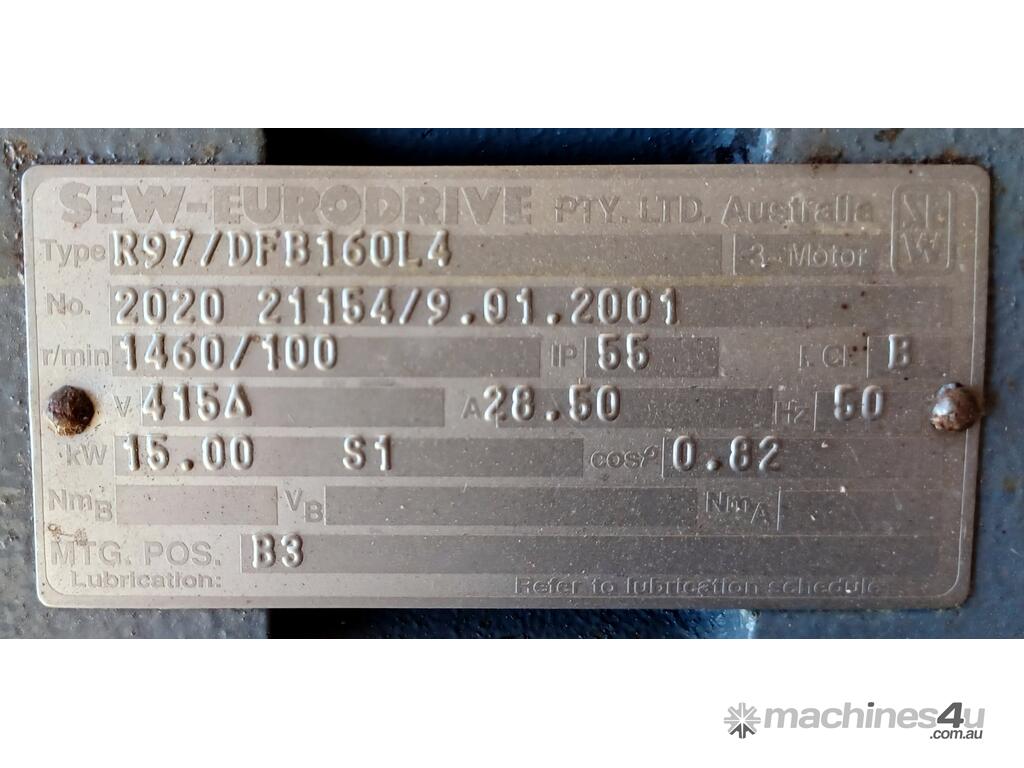 SEW-EURODRIVE PTY. LTD. Australia SEW
Type R97/DFB160L4 3~ Motor
No. 2020 21154/9.01.2001
r/min 1460/100 IP 55 I.Cl. B
V 415Δ A 28.50 Hz 50
kW 15.00 S1 cosφ 0.82
NmB VB NmA
MTG. POS. B3
Lubrication: Refer to lubrication schedule
machines4u
.com.au